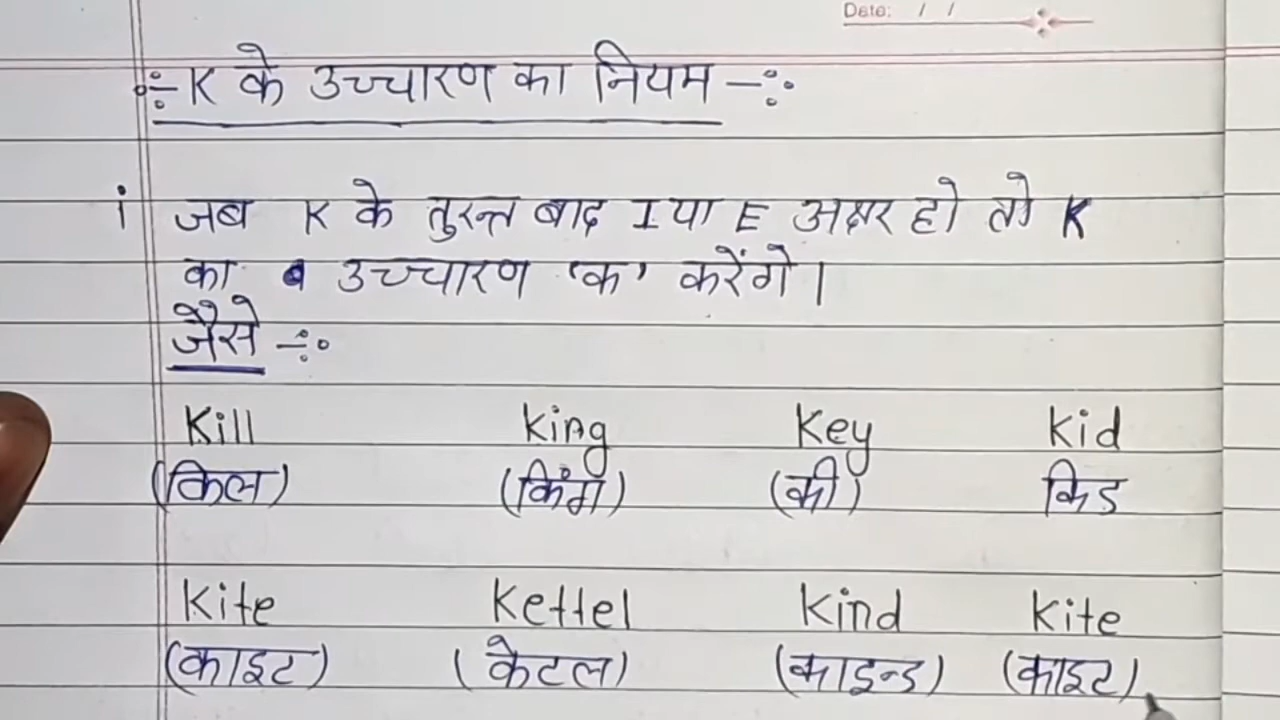 Date: / /
K के उच्चारण का नियम
i जब K के तुरन्त बाद I या E अक्षर हो तो K
का उच्चारण 'क' करेंगे।
जैसे
Kill King Key Kid
(किल) (किंग) (की) किड
Kite Kettel Kind Kite
(काइट) (केटल) (काइन्ड) (काइट)